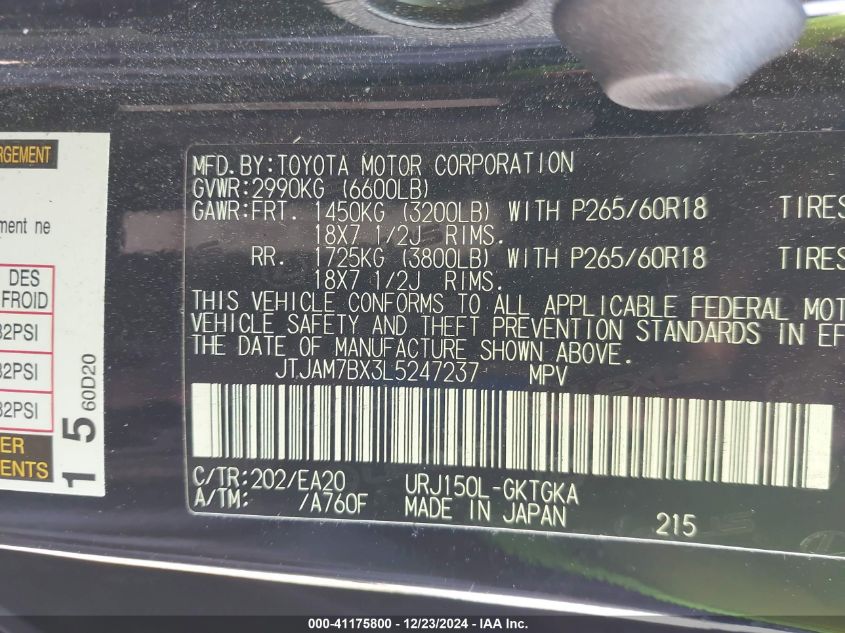 RGEMENT
ment ne
DES
FROID
32PSI
32PSI
32PSI
ER
ENTS
1 5 60D20
MFD.BY:TOYOTA MOTOR CORPORATION
GVWR:2990KG (6600LB)
GAWR:FRT. 1450KG (3200LB) WITH P265/60R18 TIRES
18X7 1/2J RIMS.
RR. 1725KG (3800LB) WITH P265/60R18 TIRES
18X7 1/2J RIMS.
THIS VEHICLE CONFORMS TO ALL APPLICABLE FEDERAL MOT
VEHICLE SAFETY AND THEFT PREVENTION STANDARDS IN EF
THE DATE OF MANUFACTURE SHOWN ABOVE.
JTJAM7BX3L5247237 MPV
C/TR:202/EA20 URJ150L-GKTGKA
A/TM: /A760F MADE IN JAPAN 215
000-41175800 - 12/23/2024 - IAAI Inc.